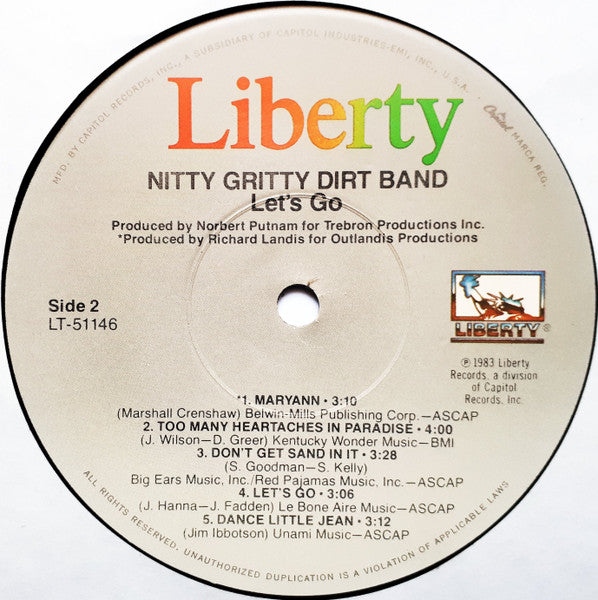 MFD. BY CAPITOL RECORDS, INC., A SUBSIDIARY OF CAPITOL INDUSTRIES-EMI, INC., U.S.A.
Capitol MARCA REG.
Liberty
NITTY GRITTY DIRT BAND
Let's Go
Produced by Norbert Putnam for Trebron Productions Inc.
*Produced by Richard Landis for Outlandis Productions
Side 2
LT-51146
LIBERTY®
℗ 1983 Liberty
Records, a division
of Capitol
Records, Inc.
*1. MARYANN • 3:10
(Marshall Crenshaw) Belwin-Mills Publishing Corp.—ASCAP
2. TOO MANY HEARTACHES IN PARADISE • 4:00
(J. Wilson—D. Greer) Kentucky Wonder Music—BMI
3. DON'T GET SAND IN IT • 3:28
(S. Goodman—S. Kelly)
Big Ears Music, Inc./Red Pajamas Music, Inc.—ASCAP
4. LET'S GO • 3:06
(J. Hanna—J. Fadden) Le Bone Aire Music—ASCAP
5. DANCE LITTLE JEAN • 3:12
(Jim Ibbotson) Unami Music—ASCAP
ALL RIGHTS RESERVED. UNAUTHORIZED DUPLICATION IS A VIOLATION OF APPLICABLE LAWS